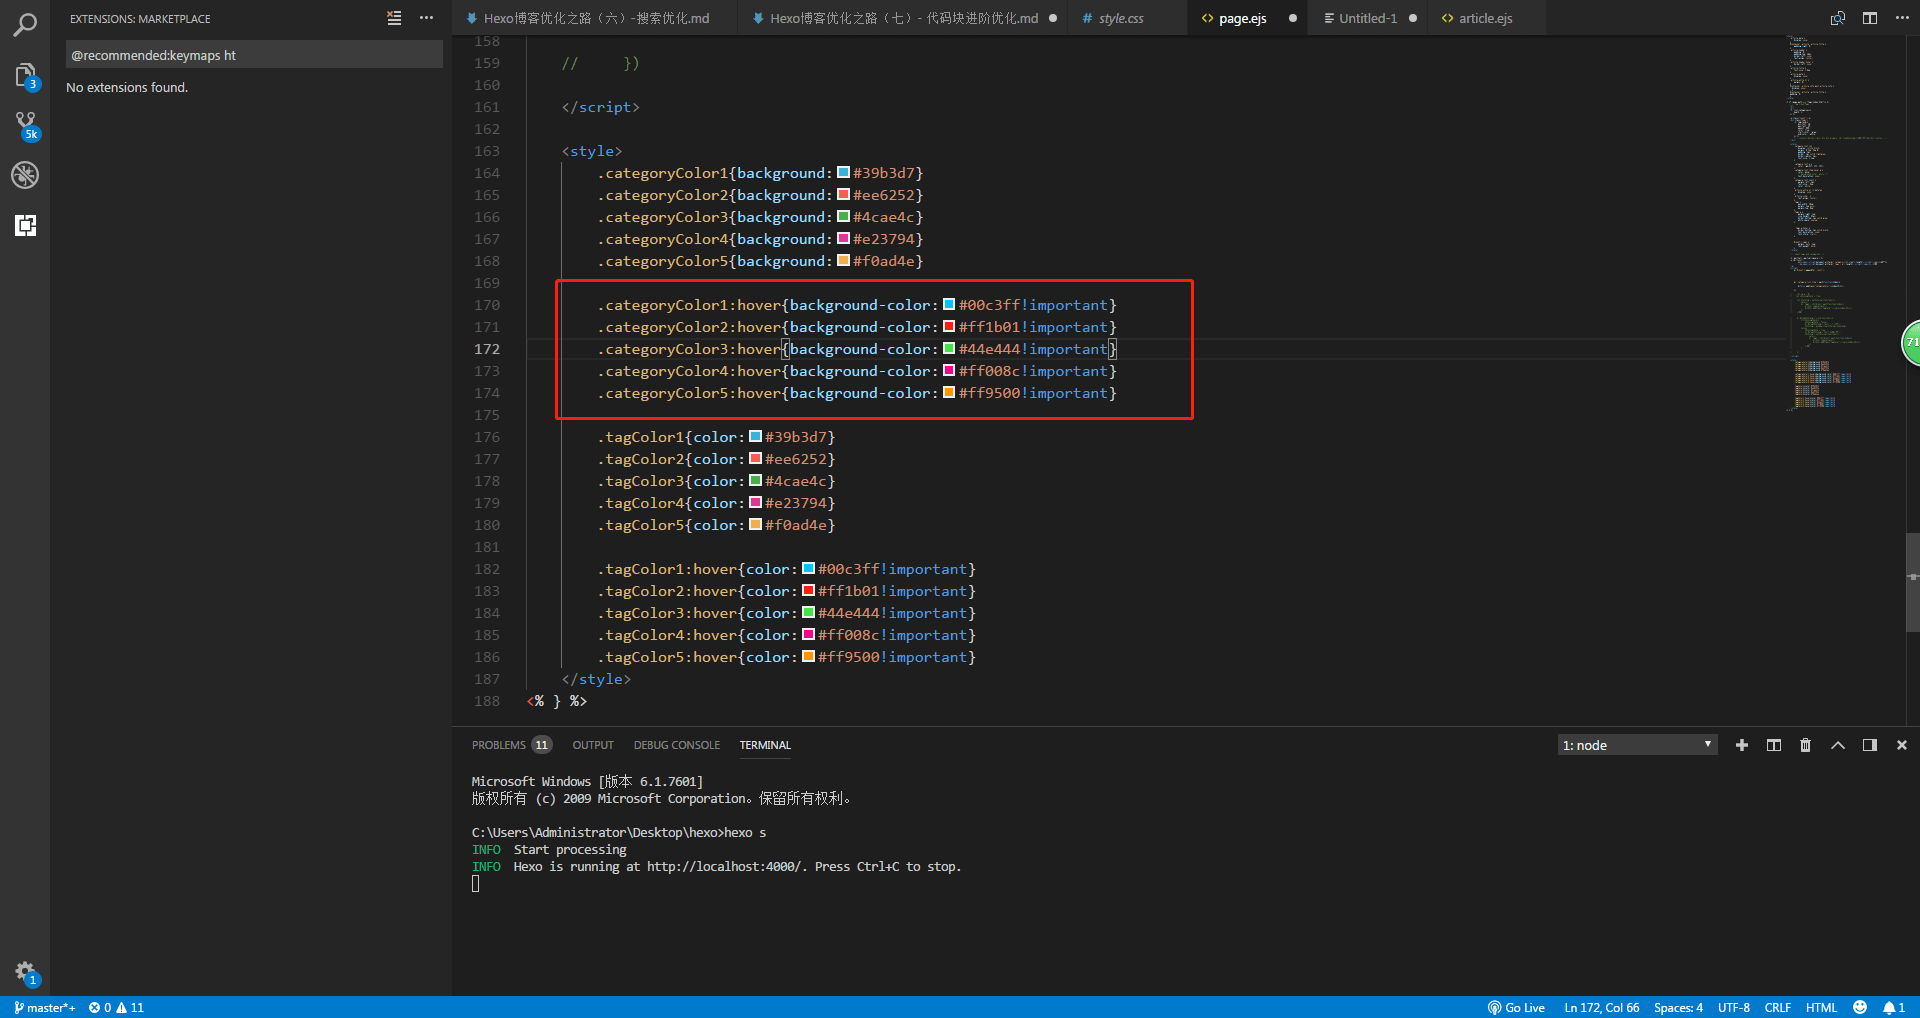 EXTENSIONS: MARKETPLACE
@recommended:keymaps ht
No extensions found.
3
5k
1
Hexo博客优化之路（六）-搜索优化.md
Hexo博客优化之路（七）- 代码块进阶优化.md
# style.css
<> page.ejs
Untitled-1
<> article.ejs
158
159 // })
160
161 </script>
162
163 <style>
164 .categoryColor1{background:#39b3d7}
165 .categoryColor2{background:#ee6252}
166 .categoryColor3{background:#4cae4c}
167 .categoryColor4{background:#e23794}
168 .categoryColor5{background:#f0ad4e}
169
170 .categoryColor1:hover{background-color:#00c3ff!important}
171 .categoryColor2:hover{background-color:#ff1b01!important}
172 .categoryColor3:hover{background-color:#44e444!important}
173 .categoryColor4:hover{background-color:#ff008c!important}
174 .categoryColor5:hover{background-color:#ff9500!important}
175
176 .tagColor1{color:#39b3d7}
177 .tagColor2{color:#ee6252}
178 .tagColor3{color:#4cae4c}
179 .tagColor4{color:#e23794}
180 .tagColor5{color:#f0ad4e}
181
182 .tagColor1:hover{color:#00c3ff!important}
183 .tagColor2:hover{color:#ff1b01!important}
184 .tagColor3:hover{color:#44e444!important}
185 .tagColor4:hover{color:#ff008c!important}
186 .tagColor5:hover{color:#ff9500!important}
187 </style>
188 <% } %>
71
PROBLEMS 11 OUTPUT DEBUG CONSOLE TERMINAL
1: node
Microsoft Windows [版本 6.1.7601]
版权所有 (c) 2009 Microsoft Corporation。保留所有权利。
C:\Users\Administrator\Desktop\hexo>hexo s
INFO Start processing
INFO Hexo is running at http://localhost:4000/. Press Ctrl+C to stop.
master*+ 0 11
Go Live Ln 172, Col 66 Spaces: 4 UTF-8 CRLF HTML 1